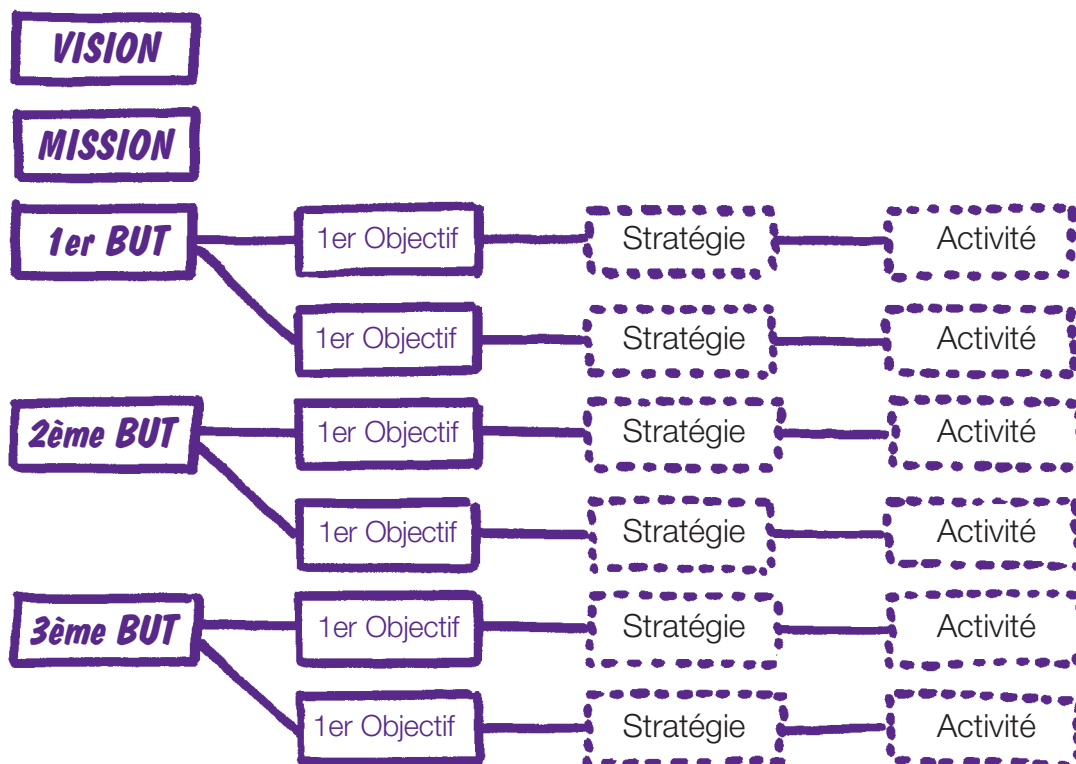 VISION
MISSION
1er BUT
1er Objectif
Stratégie
Activité
1er Objectif
Stratégie
Activité
2ème BUT
1er Objectif
Stratégie
Activité
1er Objectif
Stratégie
Activité
3ème BUT
1er Objectif
Stratégie
Activité
1er Objectif
Stratégie
Activité